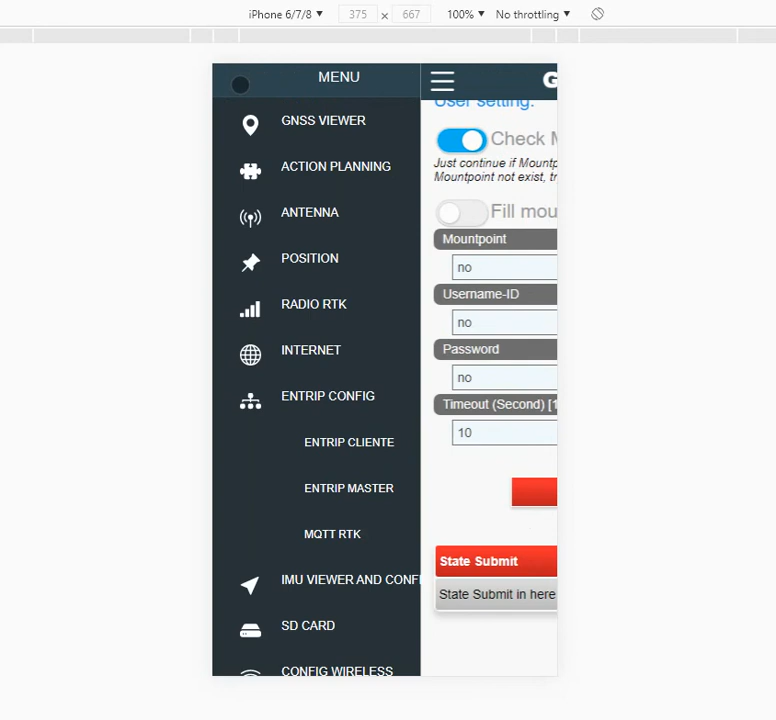 iPhone 6/7/8 375 x 667 100% No throttling
MENU
GNSS VIEWER
ACTION PLANNING
ANTENNA
POSITION
RADIO RTK
INTERNET
ENTRIP CONFIG
ENTRIP CLIENTE
ENTRIP MASTER
MQTT RTK
IMU VIEWER AND CONFI
SD CARD
CONFIG WIRELESS
G
User setting:
Check M
Just continue if Mountp
Mountpoint not exist, tr
Fill mou
Mountpoint
no
Username-ID
no
Password
no
Timeout (Second) [1
10
State Submit
State Submit in here